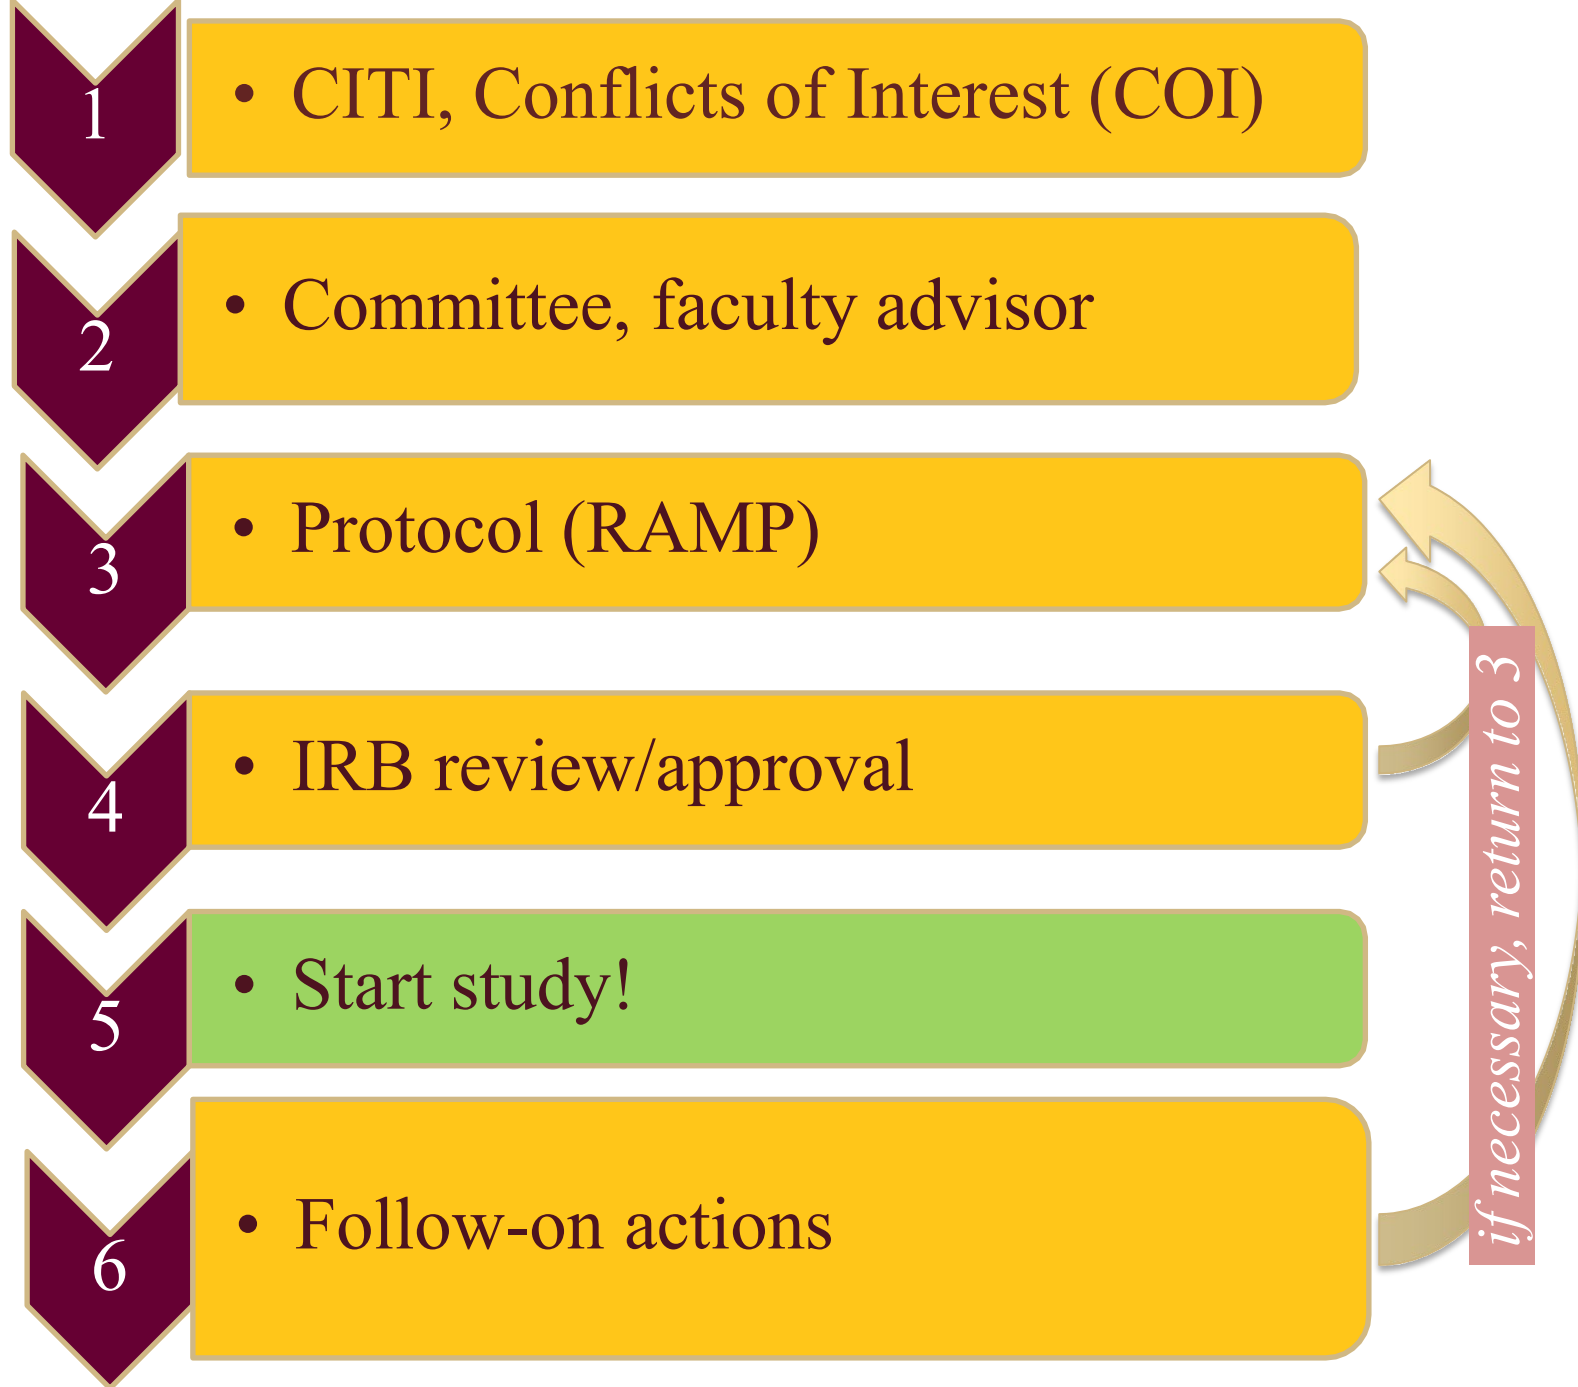 1
• CITI, Conflicts of Interest (COI)
2
• Committee, faculty advisor
3
• Protocol (RAMP)
4
• IRB review/approval
5
• Start study!
6
• Follow-on actions
if necessary, return to 3